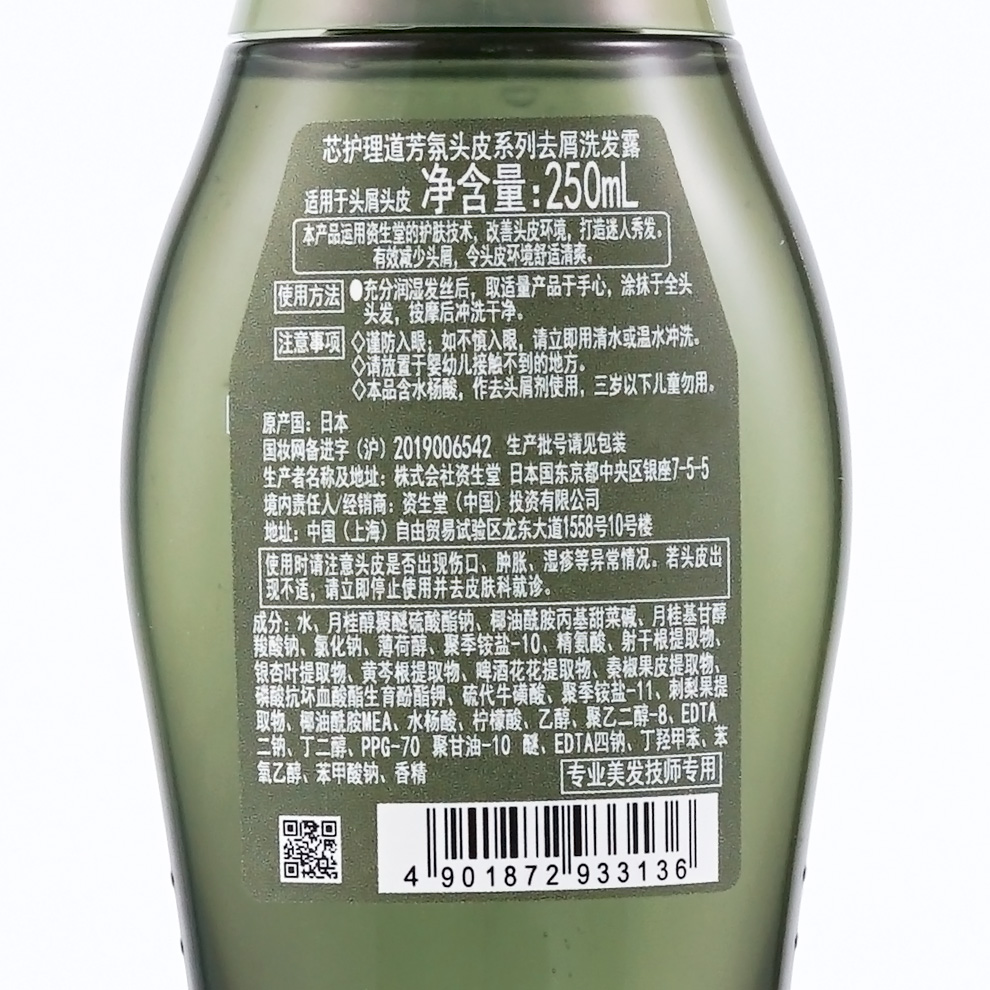 芯护理道芳氛头皮系列去屑洗发露
适用于头屑头皮 净含量:250mL
本产品运用资生堂的护肤技术，改善头皮环境，打造迷人秀发。
有效减少头屑，令头皮环境舒适清爽。
使用方法 ●充分润湿发丝后，取适量产品于手心，涂抹于全头
头发，按摩后冲洗干净。
注意事项 ◇谨防入眼；如不慎入眼，请立即用清水或温水冲洗。
◇请放置于婴幼儿接触不到的地方。
◇本品含水杨酸，作去头屑剂使用，三岁以下儿童勿用。
原产国：日本
国妆网备进字（沪）2019006542 生产批号请见包装
生产者名称及地址：株式会社资生堂 日本国东京都中央区银座7-5-5
境内责任人/经销商：资生堂（中国）投资有限公司
地址：中国（上海）自由贸易试验区龙东大道1558号10号楼
使用时请注意头皮是否出现伤口、肿胀、湿疹等异常情况。若头皮出
现不适，请立即停止使用并去皮肤科就诊。
成分：水、月桂醇聚醚硫酸酯钠、椰油酰胺丙基甜菜碱、月桂基甘醇
羧酸钠、氯化钠、薄荷醇、聚季铵盐-10、精氨酸、射干根提取物、
银杏叶提取物、黄芩根提取物、啤酒花花提取物、秦椒果皮提取物、
磷酸抗坏血酸酯生育酚酯钾、硫代牛磺酸、聚季铵盐-11、刺梨果提
取物、椰油酰胺MEA、水杨酸、柠檬酸、乙醇、聚乙二醇-8、EDTA
二钠、丁二醇、PPG-70 聚甘油-10 醚、EDTA四钠、丁羟甲苯、苯
氧乙醇、苯甲酸钠、香精
专业美发技师专用
4 901872 933136